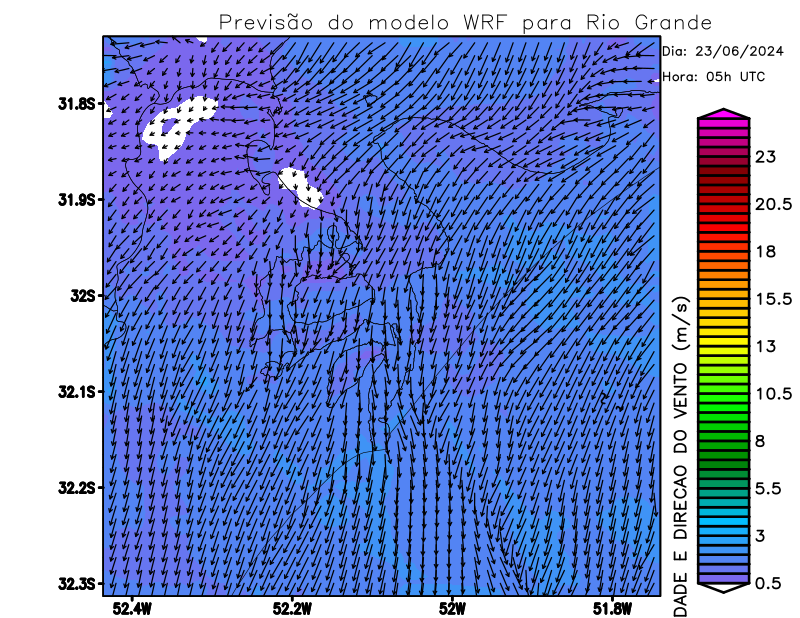 Previsão do modelo WRF para Rio Grande
Dia: 23/06/2024
Hora: 05h UTC
31.8S
31.9S
32S
32.1S
32.2S
32.3S
52.4W
52.2W
52W
51.8W
DADE E DIRECAO DO VENTO (m/s)
23
20.5
18
15.5
13
10.5
8
5.5
3
0.5